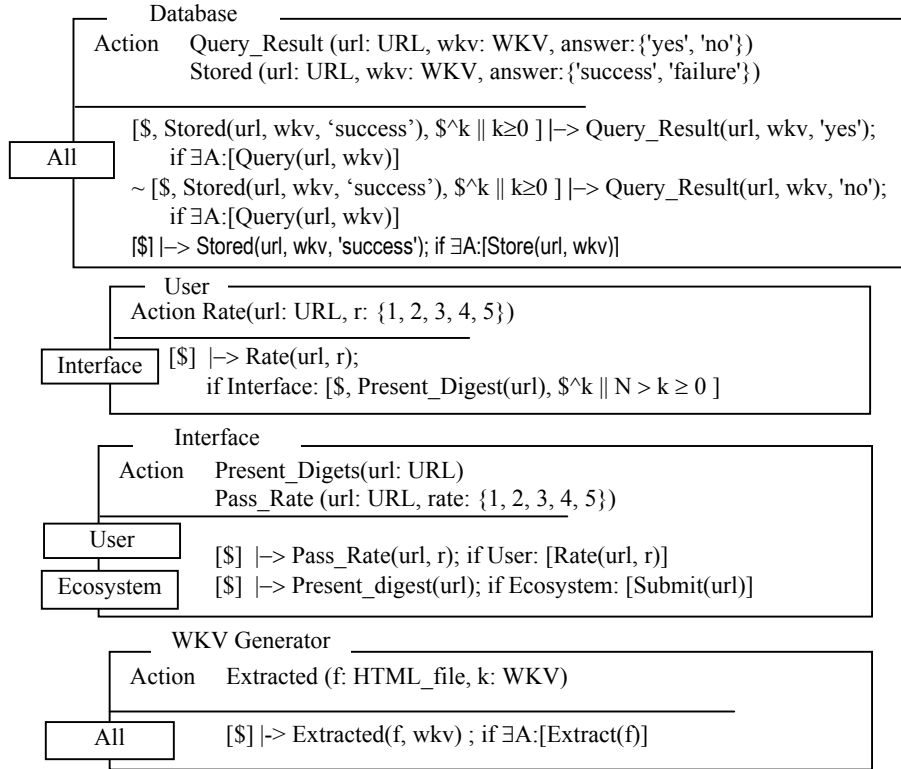 Database
Action Query_Result (url: URL, wkv: WKV, answer:{'yes', 'no'})
Stored (url: URL, wkv: WKV, answer:{'success', 'failure'})
All
[$, Stored(url, wkv, ‘success’), $^k || k≥0 ] |–> Query_Result(url, wkv, 'yes');
if ∃A:[Query(url, wkv)]
~ [$, Stored(url, wkv, ‘success’), $^k || k≥0 ] |–> Query_Result(url, wkv, 'no');
if ∃A:[Query(url, wkv)]
[$] |–> Stored(url, wkv, 'success'); if ∃A:[Store(url, wkv)]
User
Action Rate(url: URL, r: {1, 2, 3, 4, 5})
Interface
[$] |–> Rate(url, r);
if Interface: [$, Present_Digest(url), $^k || N > k ≥ 0 ]
Interface
Action Present_Digets(url: URL)
Pass_Rate (url: URL, rate: {1, 2, 3, 4, 5})
User
[$] |–> Pass_Rate(url, r); if User: [Rate(url, r)]
Ecosystem
[$] |–> Present_digest(url); if Ecosystem: [Submit(url)]
WKV Generator
Action Extracted (f: HTML_file, k: WKV)
All
[$] |-> Extracted(f, wkv) ; if ∃A:[Extract(f)]